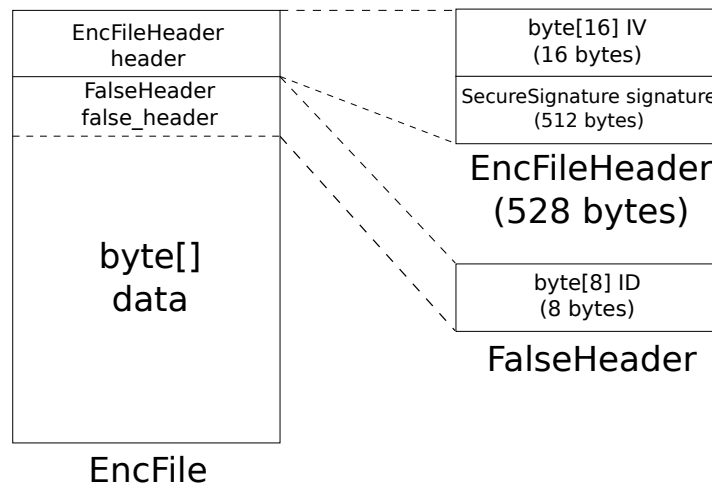 EncFileHeader
header
FalseHeader
false_header
byte[]
data
EncFile
byte[16] IV
(16 bytes)
SecureSignature signature
(512 bytes)
EncFileHeader
(528 bytes)
byte[8] ID
(8 bytes)
FalseHeader